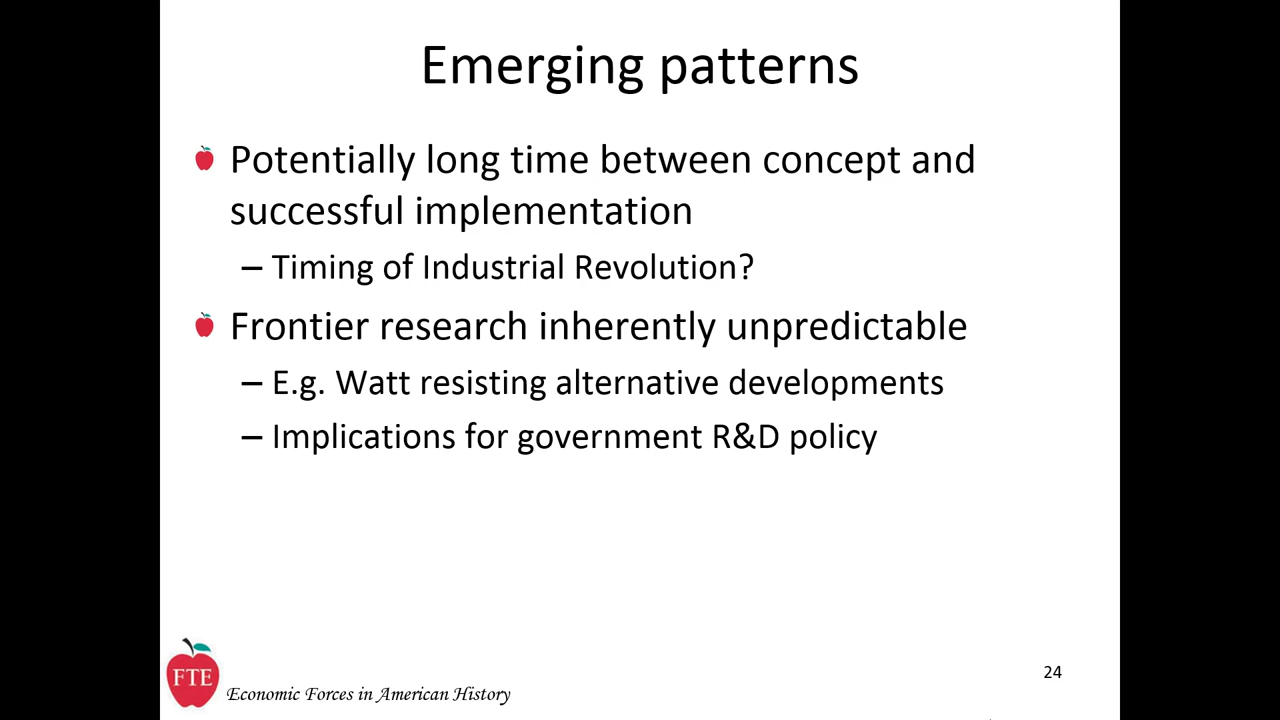 Emerging patterns
Potentially long time between concept and
successful implementation
– Timing of Industrial Revolution?
Frontier research inherently unpredictable
– E.g. Watt resisting alternative developments
– Implications for government R&D policy
FTE
Economic Forces in American History
24